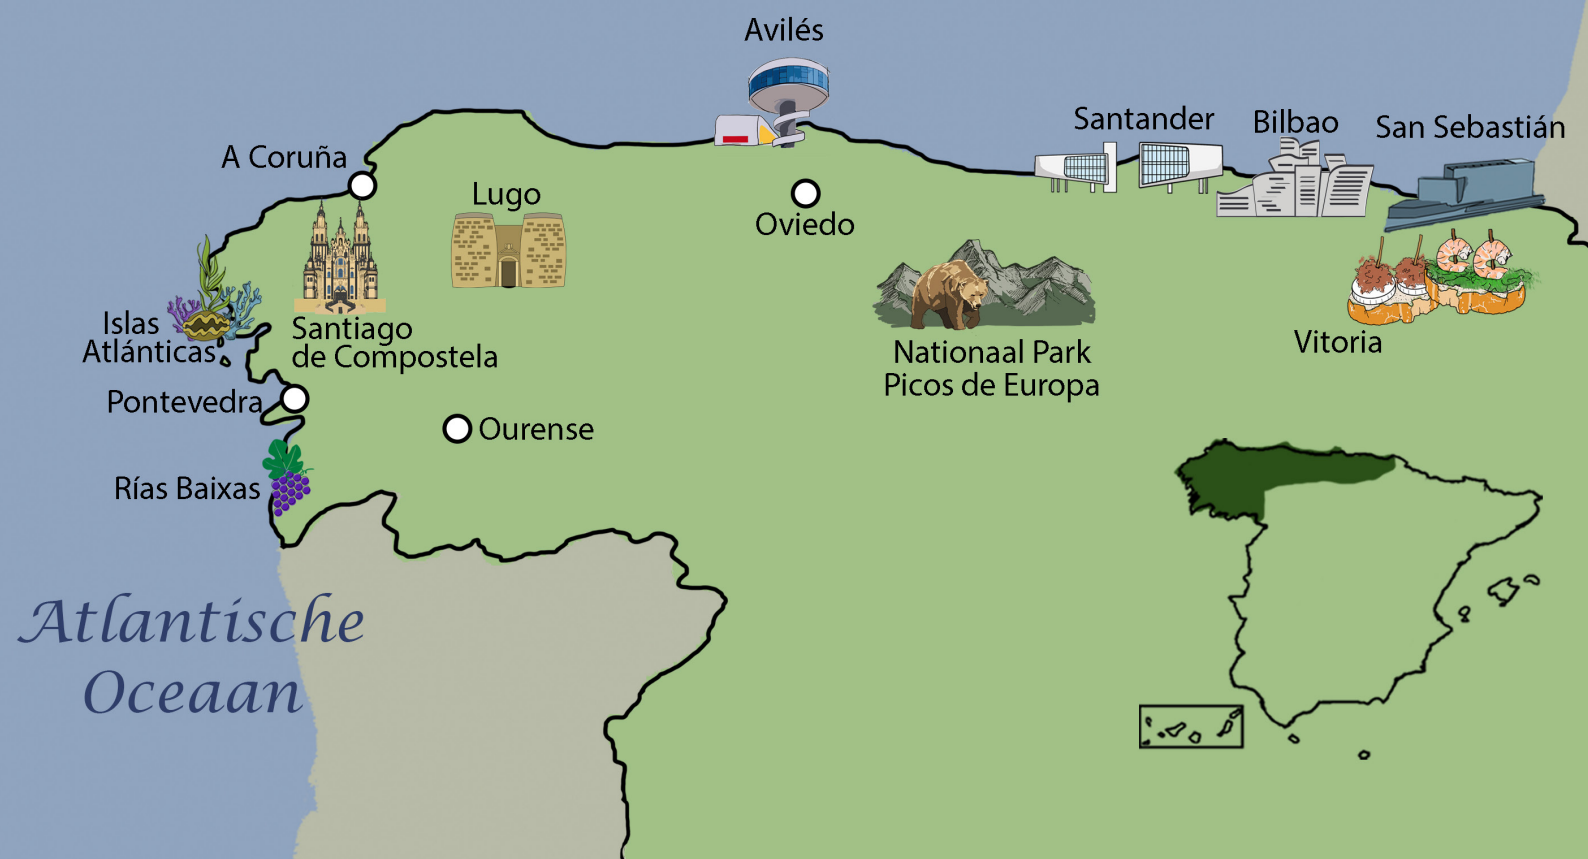 Avilés
Santander
Bilbao
San Sebastián
A Coruña
Lugo
Oviedo
Islas
Atlánticas
Santiago
de Compostela
Nationaal Park
Picos de Europa
Vitoria
Pontevedra
Ourense
Rías Baixas
Atlantische
Oceaan